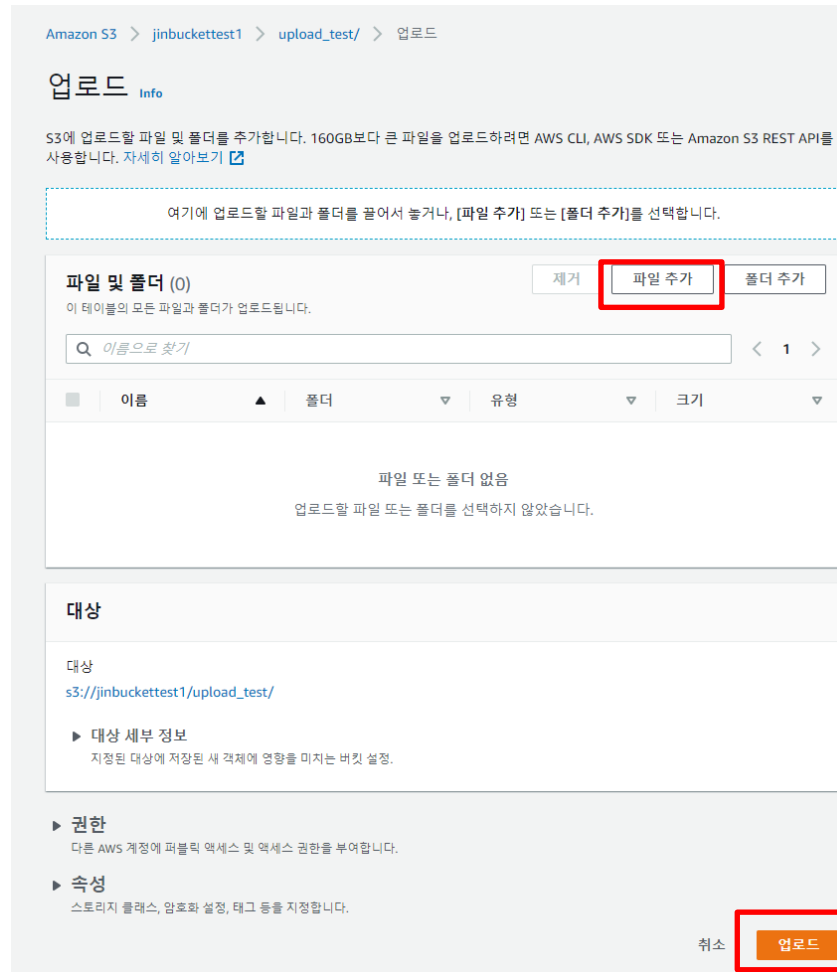 Amazon S3 > jinbuckettest1 > upload_test/ > 업로드
업로드 Info
S3에 업로드할 파일 및 폴더를 추가합니다. 160GB보다 큰 파일을 업로드하려면 AWS CLI, AWS SDK 또는 Amazon S3 REST API를
사용합니다. 자세히 알아보기
여기에 업로드할 파일과 폴더를 끌어서 놓거나, [파일 추가] 또는 [폴더 추가]를 선택합니다.
파일 및 폴더 (0) 제거 파일 추가 폴더 추가
이 테이블의 모든 파일과 폴더가 업로드됩니다.
이름으로 찾기 < 1 >
이름 폴더 유형 크기
파일 또는 폴더 없음
업로드할 파일 또는 폴더를 선택하지 않았습니다.
대상
대상
s3://jinbuckettest1/upload_test/
대상 세부 정보
지정된 대상에 저장된 새 객체에 영향을 미치는 버킷 설정.
권한
다른 AWS 계정에 퍼블릭 액세스 및 액세스 권한을 부여합니다.
속성
스토리지 클래스, 암호화 설정, 태그 등을 지정합니다.
취소 업로드